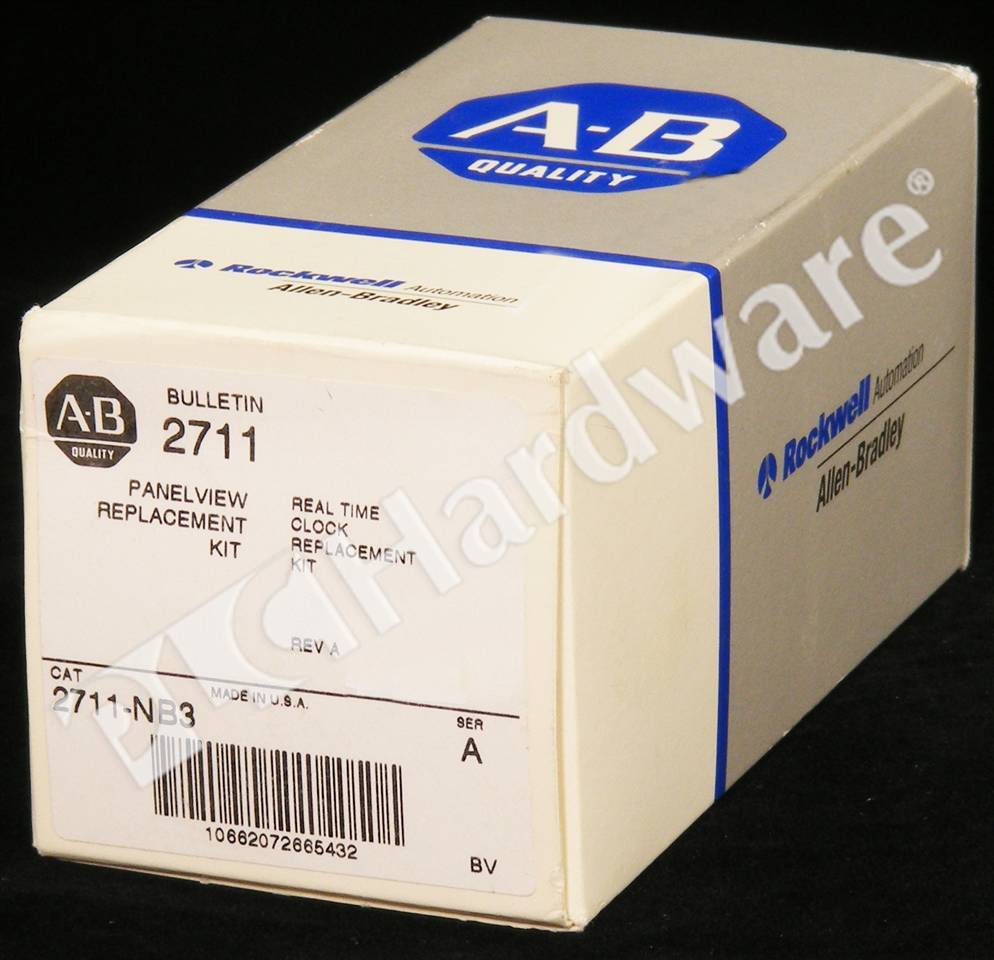 A-B
QUALITY
Rockwell Automation
Allen-Bradley
Rockwell Automation
Allen-Bradley
A-B
QUALITY
BULLETIN
2711
PANELVIEW
REPLACEMENT
KIT
REAL TIME
CLOCK
REPLACEMENT
KIT
REV A
CAT
2711-NB3
MADE IN U.S.A.
SER
A
10662072665432
BV
PLCHardware®